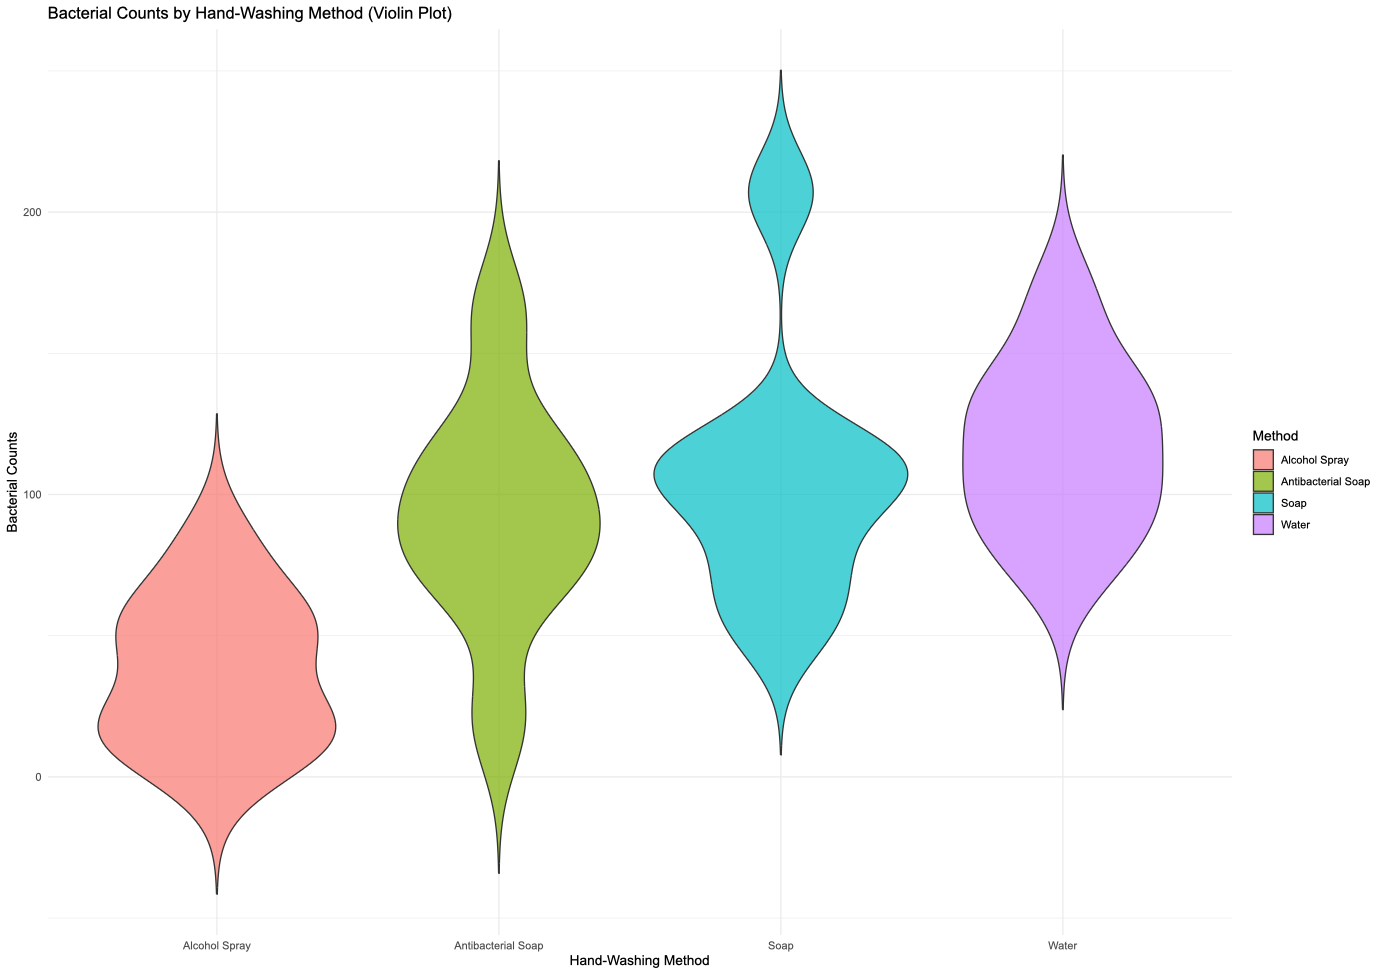 Bacterial Counts by Hand-Washing Method (Violin Plot)
Bacterial Counts
200
100
0
Alcohol Spray
Antibacterial Soap
Soap
Water
Hand-Washing Method
Method
Alcohol Spray
Antibacterial Soap
Soap
Water